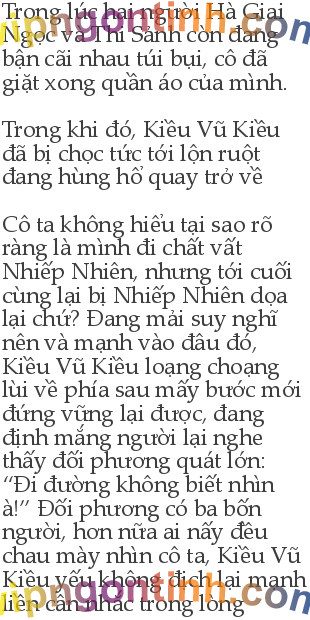 Trong lúc hai người Hà Giai
Ngọc và Thi Sảnh còn đang
bận cãi nhau túi bụi, cô đã
giặt xong quần áo của mình.
Trong khi đó, Kiều Vũ Kiều
đã bị chọc tức tới lộn ruột
đang hùng hổ quay trở về
Cô ta không hiểu tại sao rõ
ràng là mình đi chất vất
Nhiếp Nhiên, nhưng tới cuối
cùng lại bị Nhiếp Nhiên dọa
lại chứ? Đang mải suy nghĩ
nên va mạnh vào đâu đó,
Kiều Vũ Kiều loạng choạng
lùi về phía sau mấy bước mới
đứng vững lại được, đang
định mắng người lại nghe
thấy đối phương quát lớn:
“Đi đường không biết nhìn
à!” Đối phương có ba bốn
người, hơn nữa ai nấy đều
chau mày nhìn cô ta, Kiều Vũ
Kiều yếu không địch lại mạnh
liền cân nhắc trong lòng
vipngontinh.com
vipngontinh.com